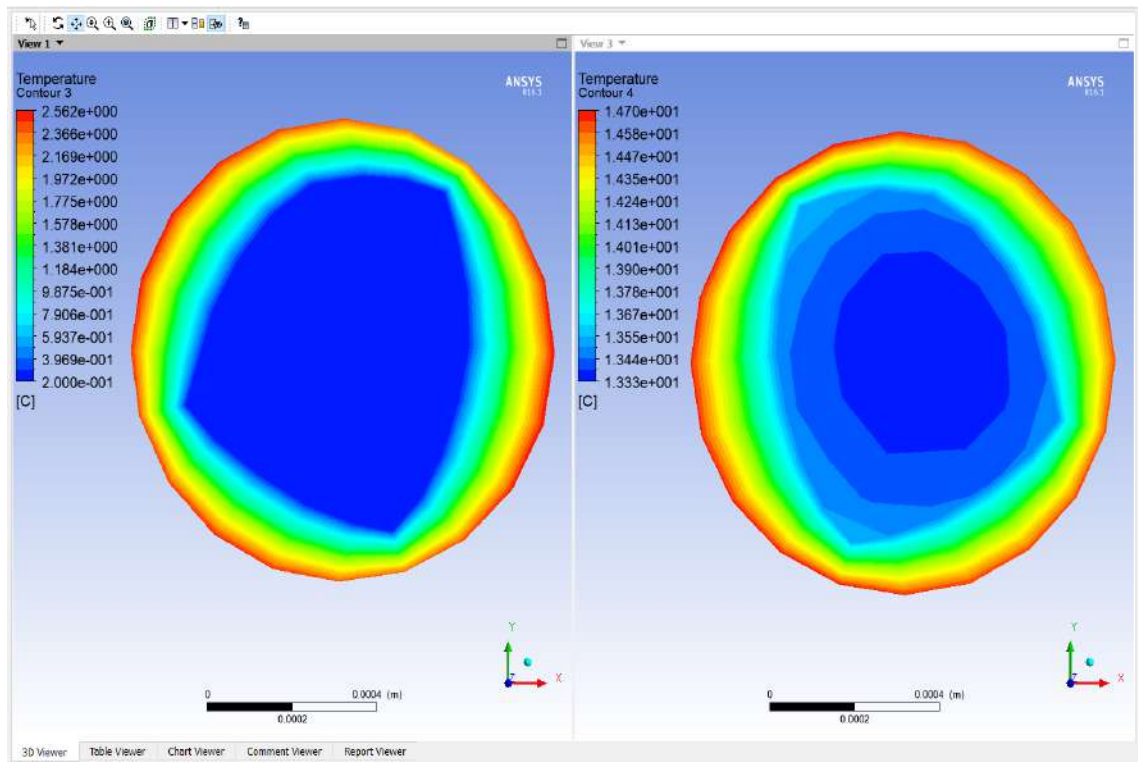 View 1
Temperature
Contour 3
2.562e+000
2.366e+000
2.169e+000
1.972e+000
1.775e+000
1.578e+000
1.381e+000
1.184e+000
9.875e-001
7.906e-001
5.937e-001
3.969e-001
2.000e-001
[C]
ANSYS
R16.1
0
0.0004 (m)
0.0002
Y
Z
X
View 3
Temperature
Contour 4
1.470e+001
1.458e+001
1.447e+001
1.435e+001
1.424e+001
1.413e+001
1.401e+001
1.390e+001
1.378e+001
1.367e+001
1.355e+001
1.344e+001
1.333e+001
[C]
ANSYS
R16.1
0
0.0004 (m)
0.0002
Y
Z
X
3D Viewer Table Viewer Chart Viewer Comment Viewer Report Viewer